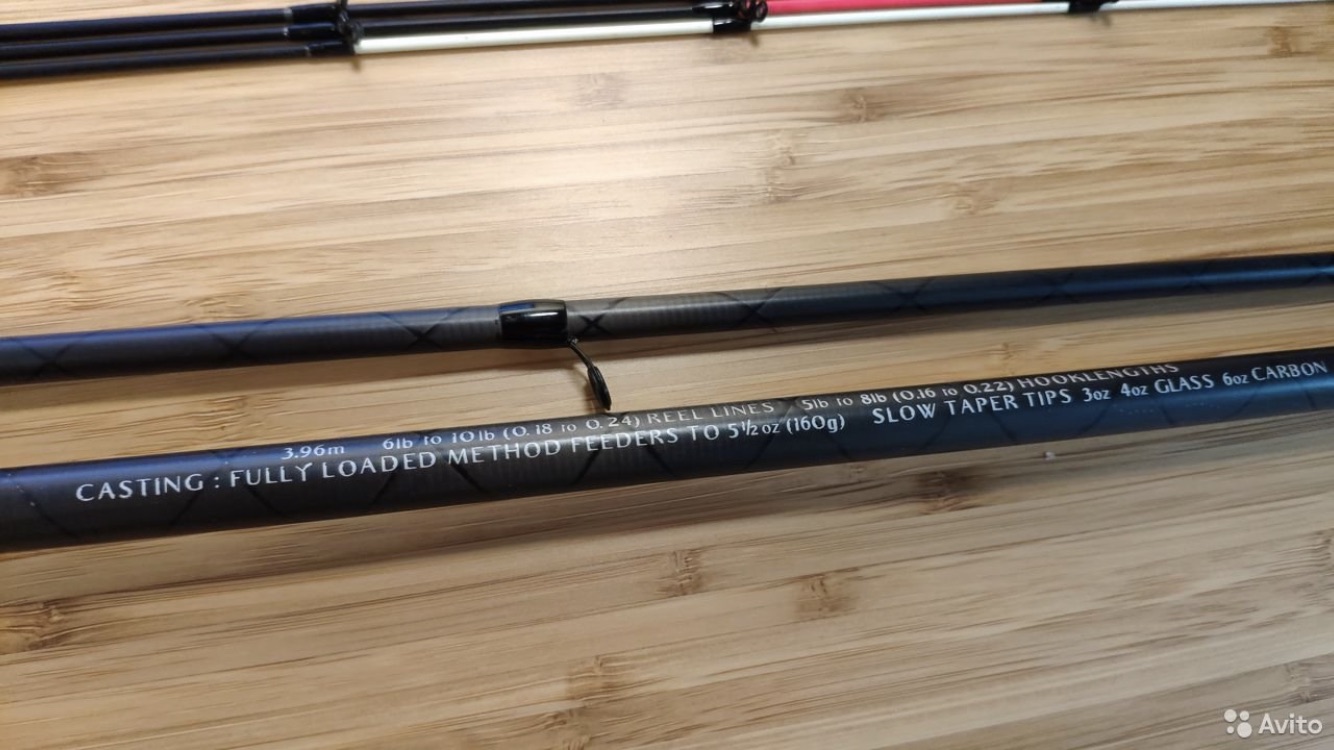 3.96m 6lb to 10lb (0.18 to 0.24) REEL LINES 5lb to 8lb (0.16 to 0.22) HOOKLENGTHS
CASTING : FULLY LOADED METHOD FEEDERS TO 5½oz (160g) SLOW TAPER TIPS 3oz 4oz GLASS 6oz CARBON
Avito